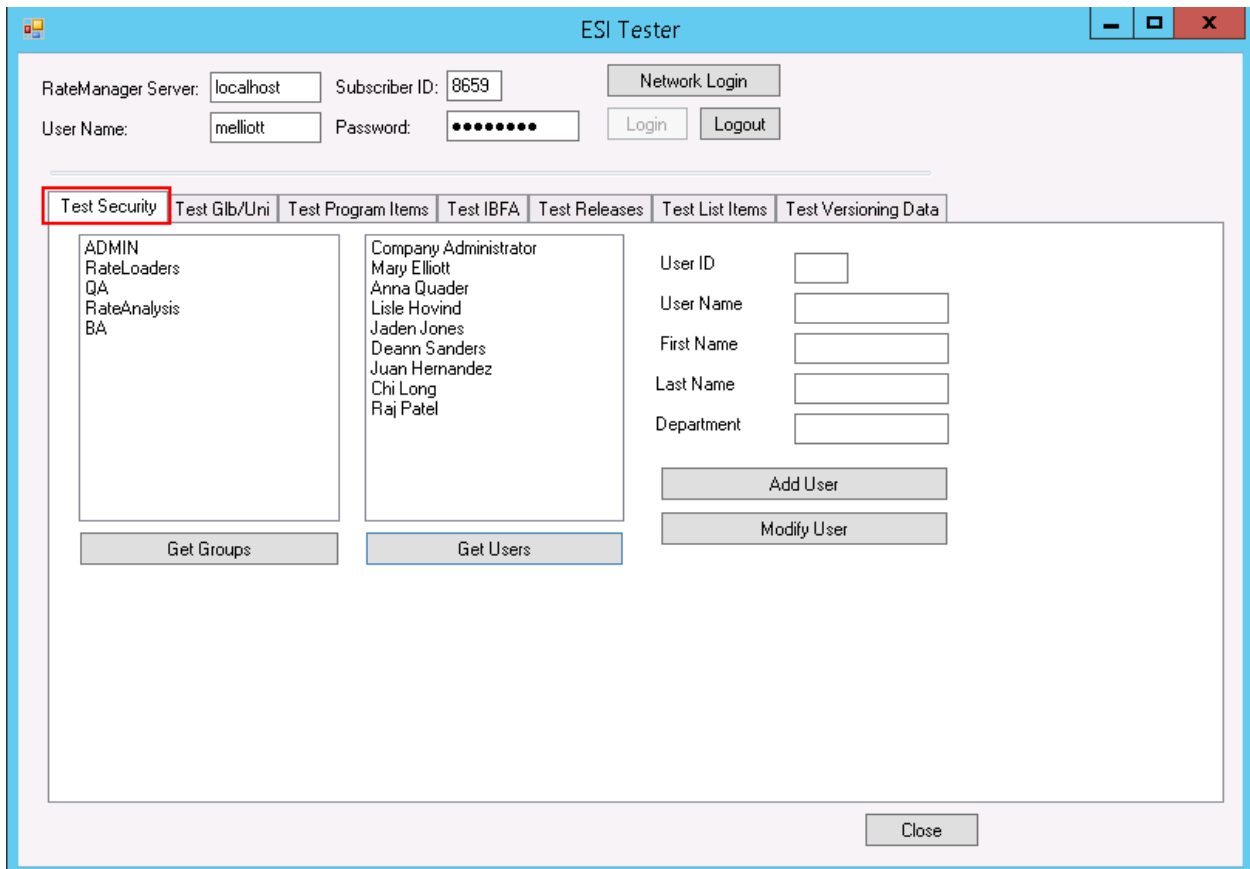 ESI Tester
RateManager Server: localhost Subscriber ID: 8659 Network Login
User Name: melliott Password: ●●●●●●●● Login Logout
Test Security Test Glb/Uni Test Program Items Test IBFA Test Releases Test List Items Test Versioning Data
ADMIN
RateLoaders
QA
RateAnalysis
BA
Get Groups
Company Administrator
Mary Elliott
Anna Quader
Lisle Hovind
Jaden Jones
Deann Sanders
Juan Hernandez
Chi Long
Raj Patel
Get Users
User ID
User Name
First Name
Last Name
Department
Add User
Modify User
Close